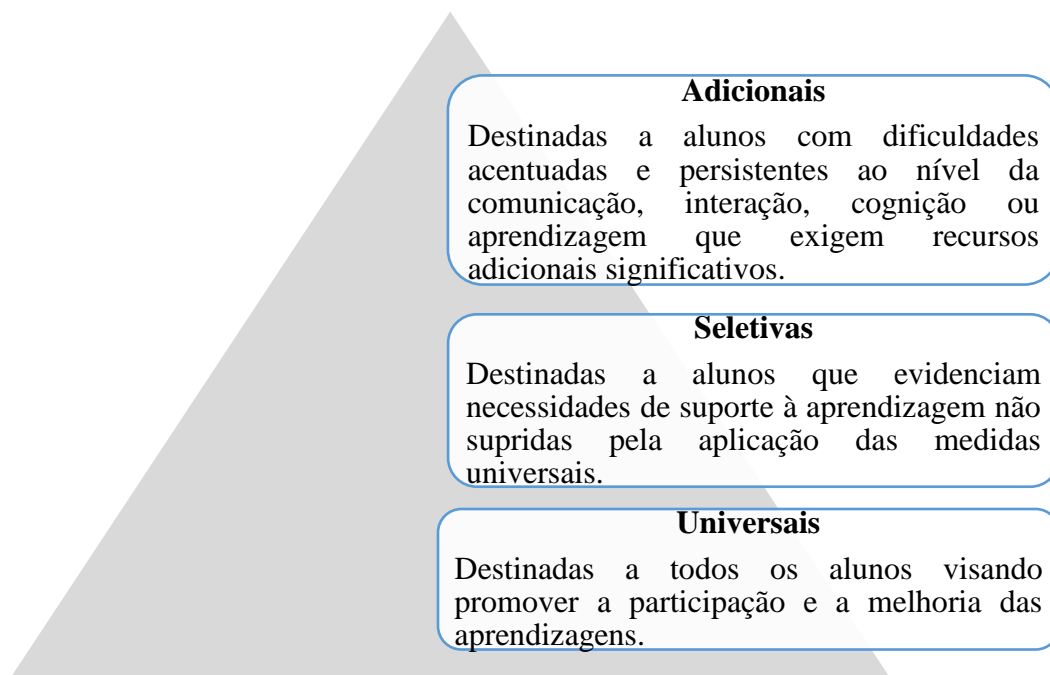 Adicionais
Destinadas a alunos com dificuldades
acentuadas e persistentes ao nível da
comunicação, interação, cognição ou
aprendizagem que exigem recursos
adicionais significativos.
Seletivas
Destinadas a alunos que evidenciam
necessidades de suporte à aprendizagem não
supridas pela aplicação das medidas
universais.
Universais
Destinadas a todos os alunos visando
promover a participação e a melhoria das
aprendizagens.